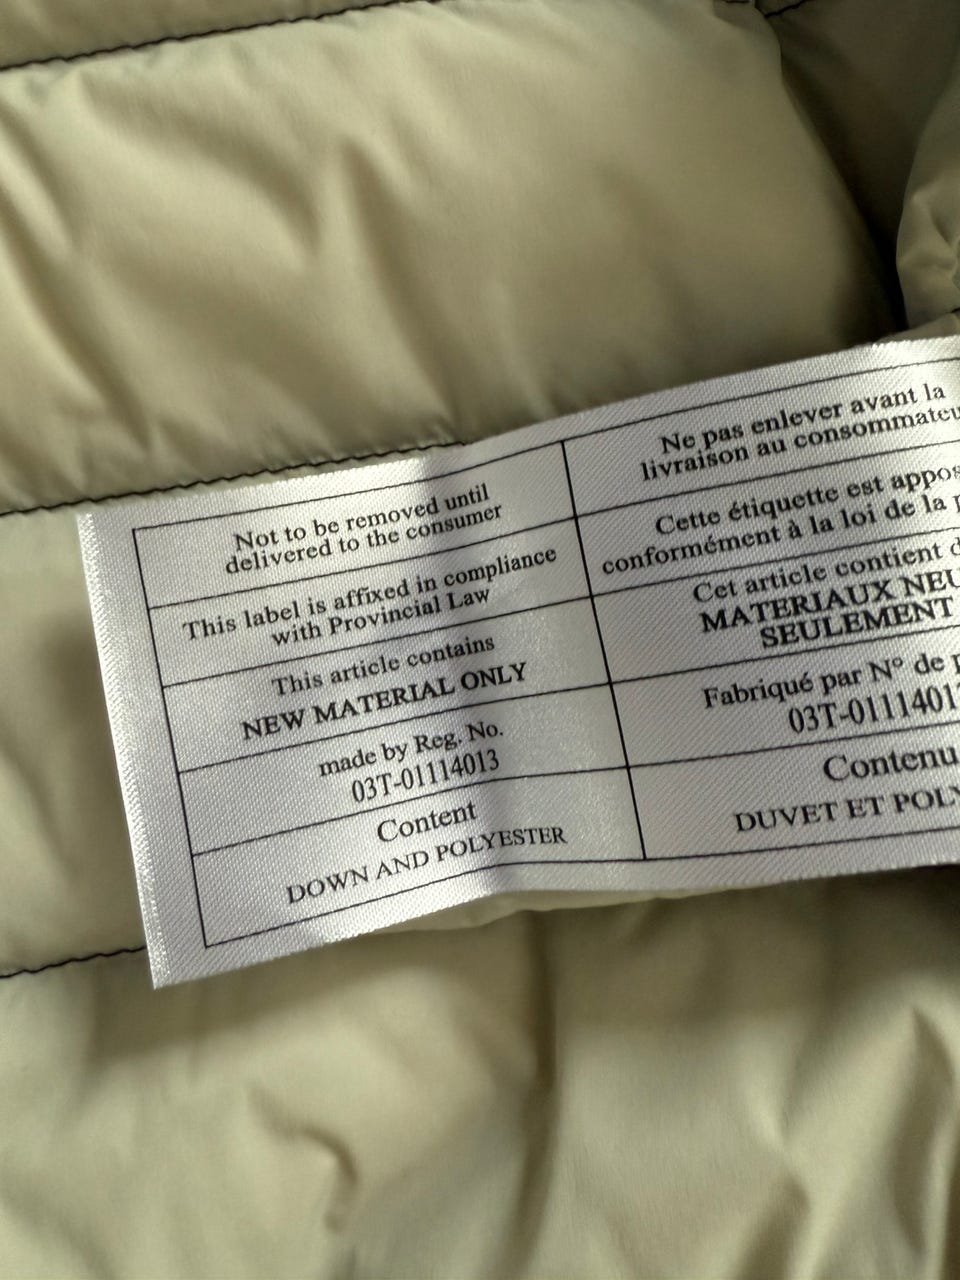 Not to be removed until
delivered to the consumer
This label is affixed in compliance
with Provincial Law
This article contains
NEW MATERIAL ONLY
made by Reg. No.
03T-01114013
Content
DOWN AND POLYESTER
Ne pas enlever avant la
livraison au
Cette étiquette est
conformément à la loi de la
Cet article contient
MATERIAUX
SEULEMENT
Fabriqué par N° de
Contenu
DUVET ET